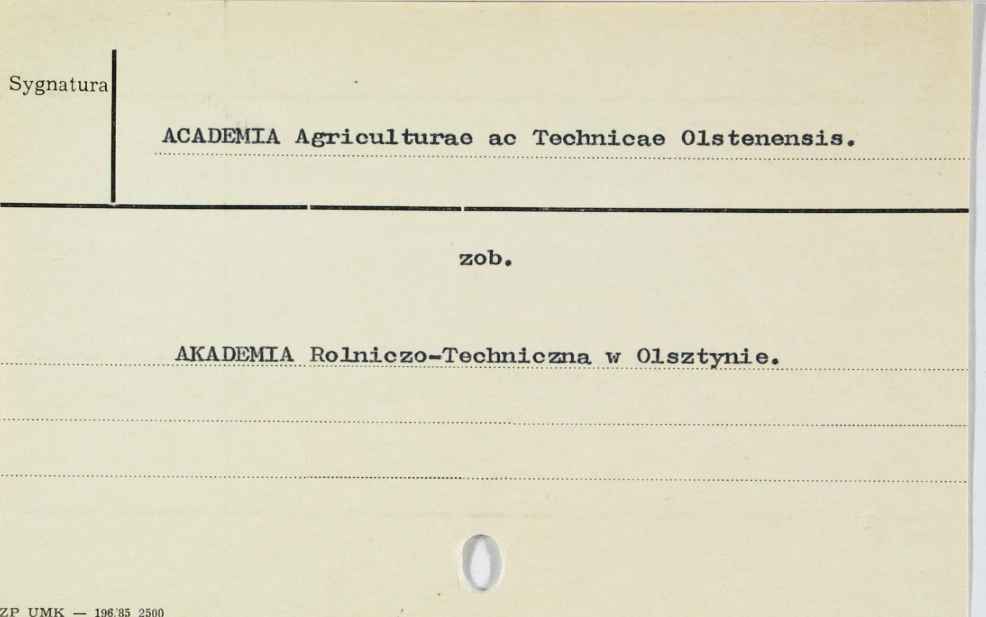 Sygnatura
ACADEMIA Agriculturae ac Technicae Olstenensis.
zob.
AKADEMIA Rolniczo-Techniczna w Olsztynie.
ZP UMK — 196/85 2500